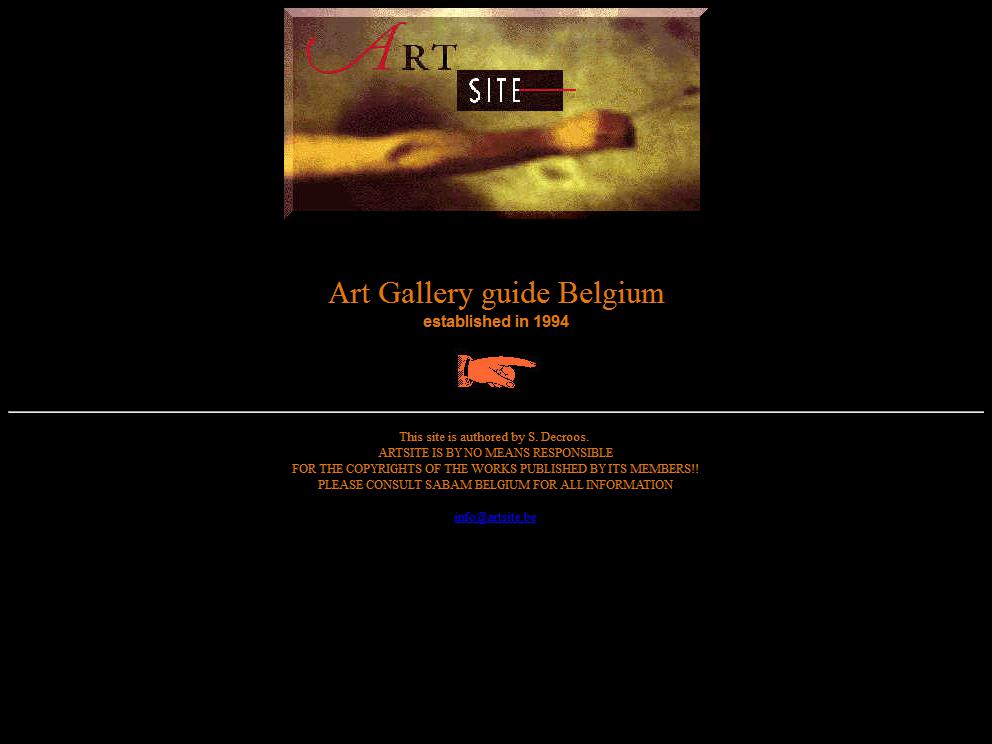 ART
SITE
Art Gallery guide Belgium
established in 1994
This site is authored by S. Decroos.
ARTSITE IS BY NO MEANS RESPONSIBLE
FOR THE COPYRIGHTS OF THE WORKS PUBLISHED BY ITS MEMBERS!!
PLEASE CONSULT SABAM BELGIUM FOR ALL INFORMATION
info@artsite.be